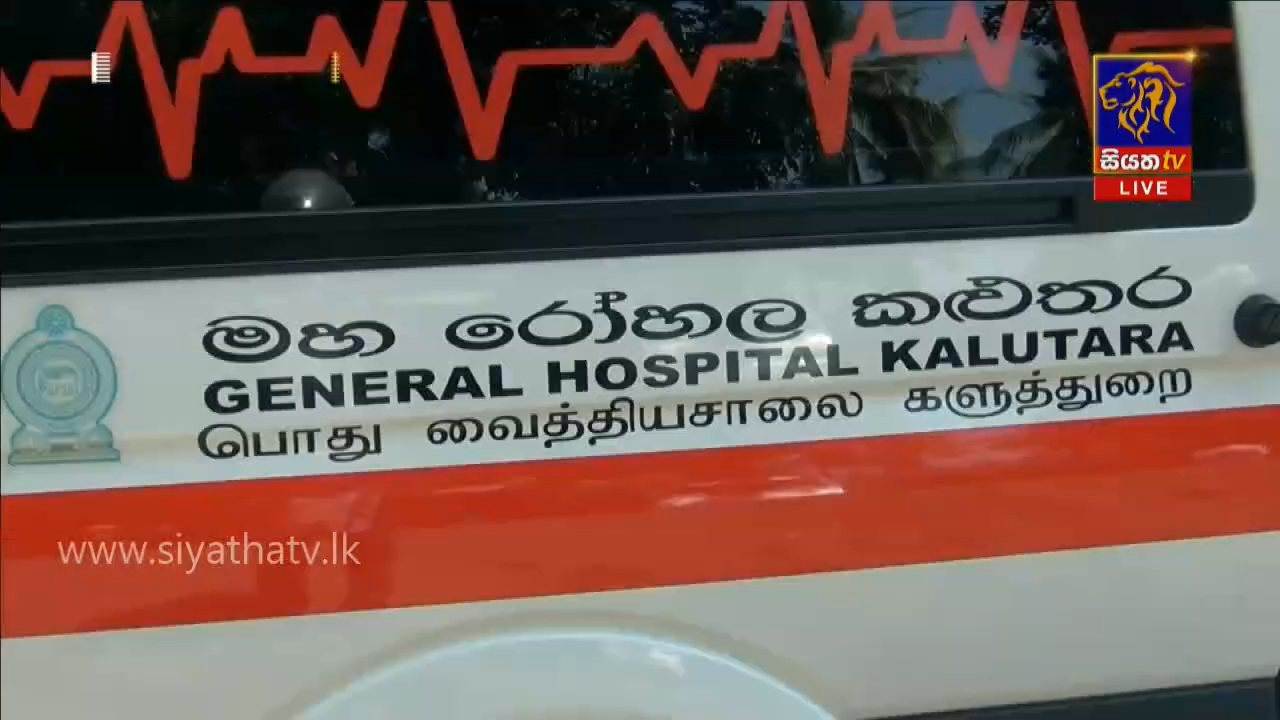 සියත tv
LIVE
මහ රෝහල කළුතර
GENERAL HOSPITAL KALUTARA
பொது வைத்தியசாலை களுத்துறை
www.siyathatv.lk